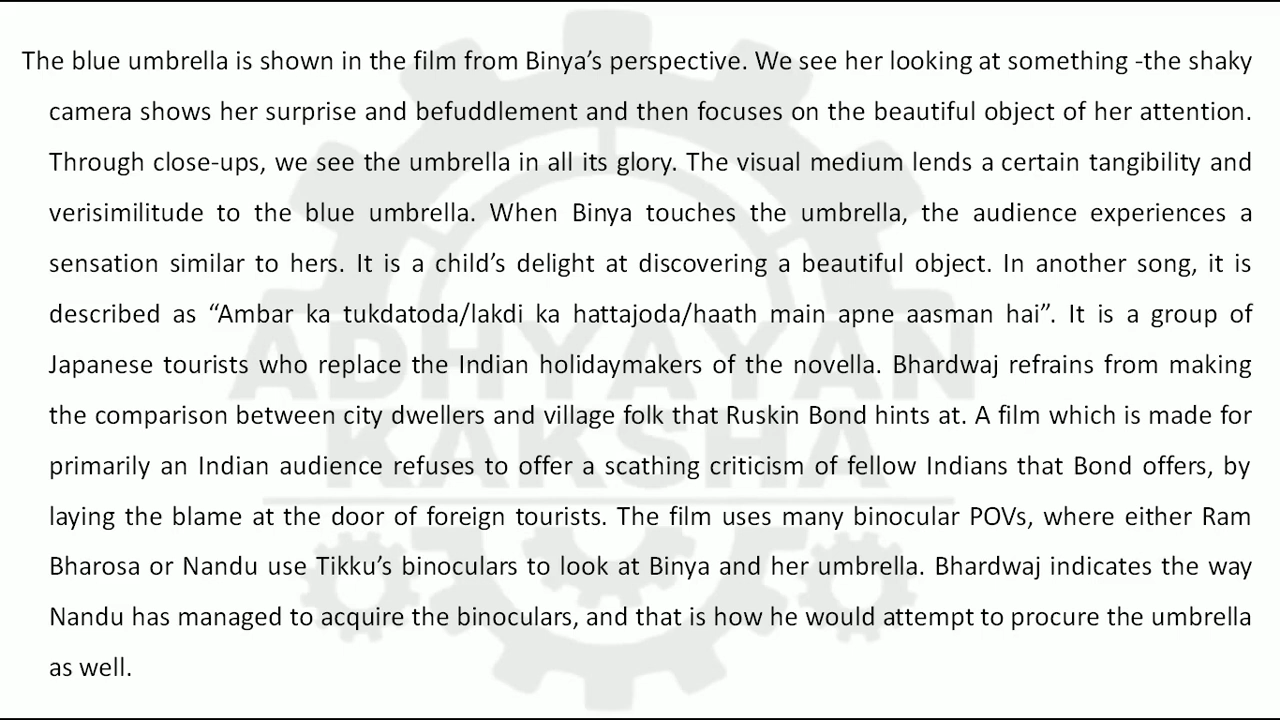 The blue umbrella is shown in the film from Binya’s perspective. We see her looking at something -the shaky
camera shows her surprise and befuddlement and then focuses on the beautiful object of her attention.
Through close-ups, we see the umbrella in all its glory. The visual medium lends a certain tangibility and
verisimilitude to the blue umbrella. When Binya touches the umbrella, the audience experiences a
sensation similar to hers. It is a child’s delight at discovering a beautiful object. In another song, it is
described as “Ambar ka tukdatoda/lakdi ka hattajoda/haath main apne aasman hai”. It is a group of
Japanese tourists who replace the Indian holidaymakers of the novella. Bhardwaj refrains from making
the comparison between city dwellers and village folk that Ruskin Bond hints at. A film which is made for
primarily an Indian audience refuses to offer a scathing criticism of fellow Indians that Bond offers, by
laying the blame at the door of foreign tourists. The film uses many binocular POVs, where either Ram
Bharosa or Nandu use Tikku’s binoculars to look at Binya and her umbrella. Bhardwaj indicates the way
Nandu has managed to acquire the binoculars, and that is how he would attempt to procure the umbrella
as well.
ADHYAYAN
KAKSHA